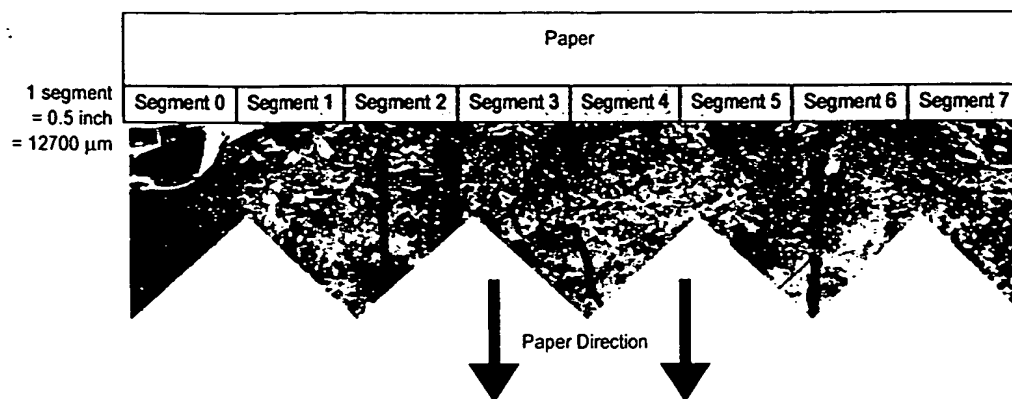 Paper
1 segment
= 0.5 inch
= 12700 µm
Segment 0 Segment 1 Segment 2 Segment 3 Segment 4 Segment 5 Segment 6 Segment 7
Paper Direction